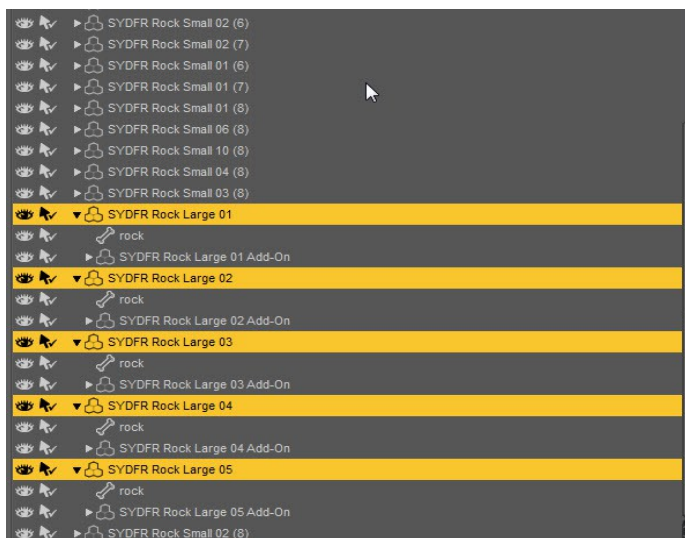 SYDFR Rock Small 02 (6)
SYDFR Rock Small 02 (7)
SYDFR Rock Small 01 (6)
SYDFR Rock Small 01 (7)
SYDFR Rock Small 01 (8)
SYDFR Rock Small 06 (8)
SYDFR Rock Small 10 (8)
SYDFR Rock Small 04 (8)
SYDFR Rock Small 03 (8)
SYDFR Rock Large 01
rock
SYDFR Rock Large 01 Add-On
SYDFR Rock Large 02
rock
SYDFR Rock Large 02 Add-On
SYDFR Rock Large 03
rock
SYDFR Rock Large 03 Add-On
SYDFR Rock Large 04
rock
SYDFR Rock Large 04 Add-On
SYDFR Rock Large 05
rock
SYDFR Rock Large 05 Add-On
SYDFR Rock Small 02 (8)